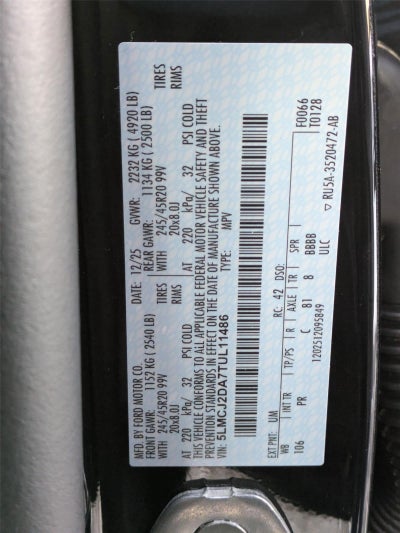 MFD. BY FORD MOTOR CO.
DATE: 12/25
GVWR: 2232 KG ( 4920 LB)
FRONT GAWR: 1152 KG ( 2540 LB)
REAR GAWR: 1134 KG ( 2500 LB)
WITH 245/45R20 99V TIRES
20x8.0J RIMS
AT 220 kPa/ 32 PSI COLD
WITH 245/45R20 99V TIRES
20x8.0J RIMS
AT 220 kPa/ 32 PSI COLD
THIS VEHICLE CONFORMS TO ALL APPLICABLE FEDERAL MOTOR VEHICLE SAFETY AND THEFT
PREVENTION STANDARDS IN EFFECT ON THE DATE OF MANUFACTURE SHOWN ABOVE.
VIN: 5LMCJ2DA7TUL11486
TYPE: MPV
F0066
T0128
EXT PNT: UM RC: 42 DSO:
WB INT TR TP/PS R AXLE TR SPR
106 PR C 81 8 BBBB
ULC
1202512095849
▽ RU5A-3520472-AB